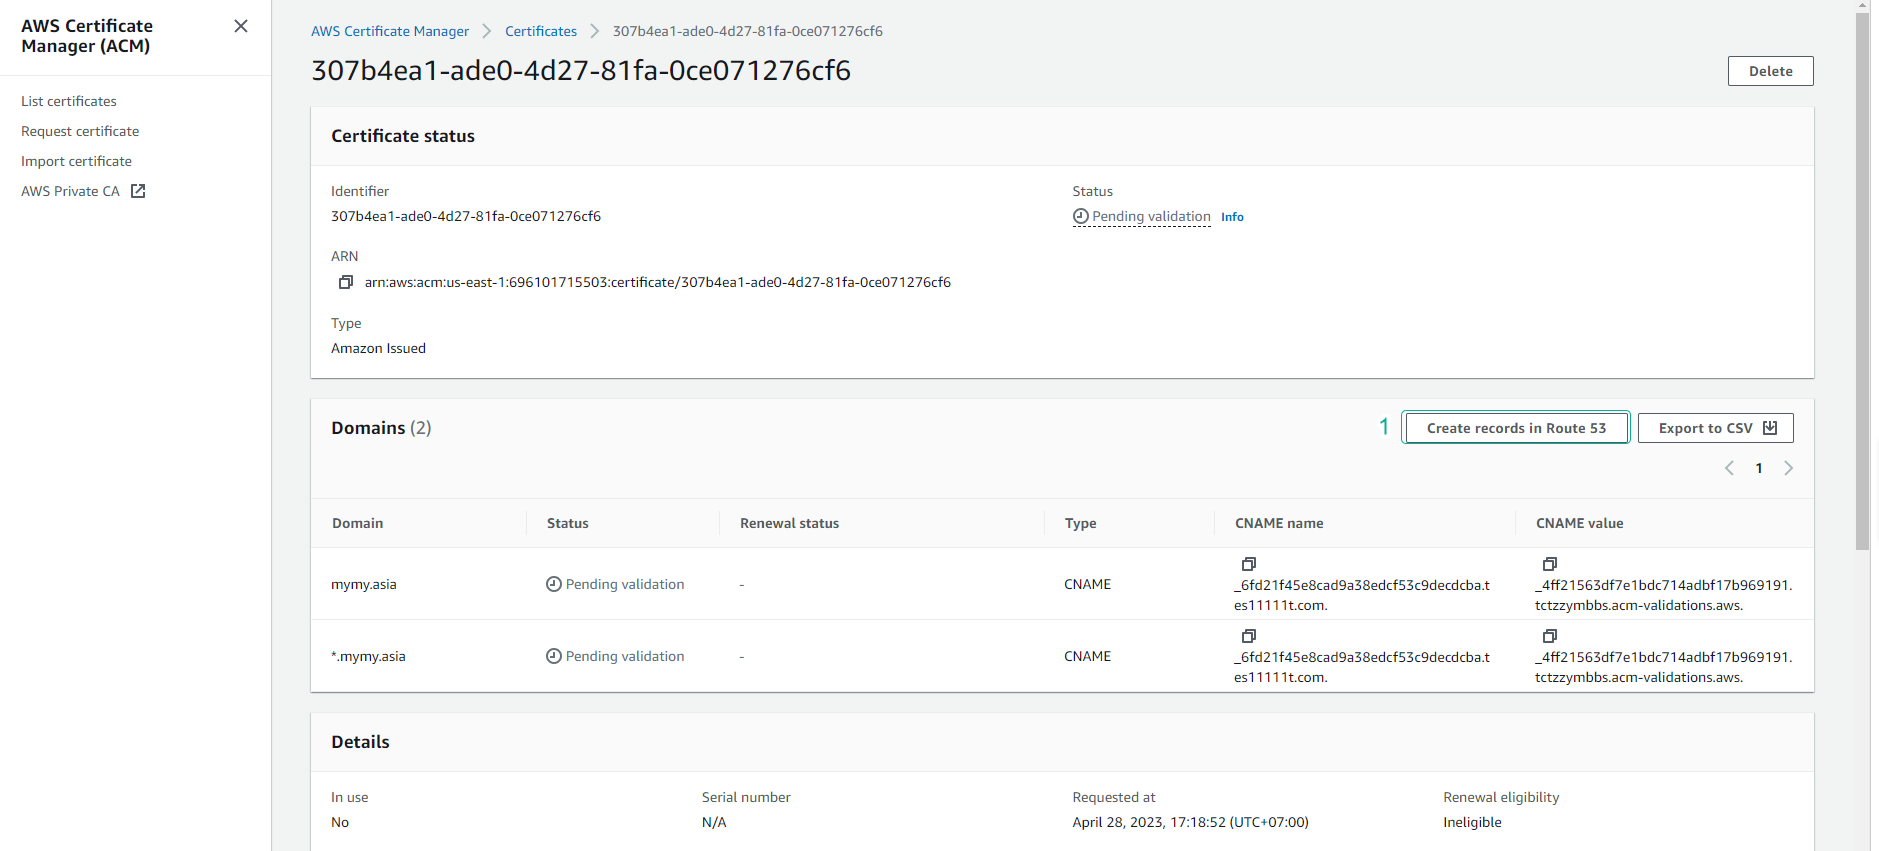 AWS Certificate
Manager (ACM)
List certificates
Request certificate
Import certificate
AWS Private CA
AWS Certificate Manager
Certificates
307b4ea1-ade0-4d27-81fa-0ce071276cf6
307b4ea1-ade0-4d27-81fa-0ce071276cf6
Delete
Certificate status
Identifier
307b4ea1-ade0-4d27-81fa-0ce071276cf6
Status
Pending validation Info
ARN
arn:aws:acm:us-east-1:696101715503:certificate/307b4ea1-ade0-4d27-81fa-0ce071276cf6
Type
Amazon Issued
Domains (2)
1
Create records in Route 53
Export to CSV
1
Domain Status Renewal status Type CNAME name CNAME value
mymy.asia Pending validation - CNAME
_6fd21f45e8cad9a38edcf53c9decdcba.t
es11111t.com.
_4ff21563df7e1bdc714adbf17b969191.
tctzzymbbs.acm-validations.aws.
*.mymy.asia Pending validation - CNAME
_6fd21f45e8cad9a38edcf53c9decdcba.t
es11111t.com.
_4ff21563df7e1bdc714adbf17b969191.
tctzzymbbs.acm-validations.aws.
Details
In use
No
Serial number
N/A
Requested at
April 28, 2023, 17:18:52 (UTC+07:00)
Renewal eligibility
Ineligible